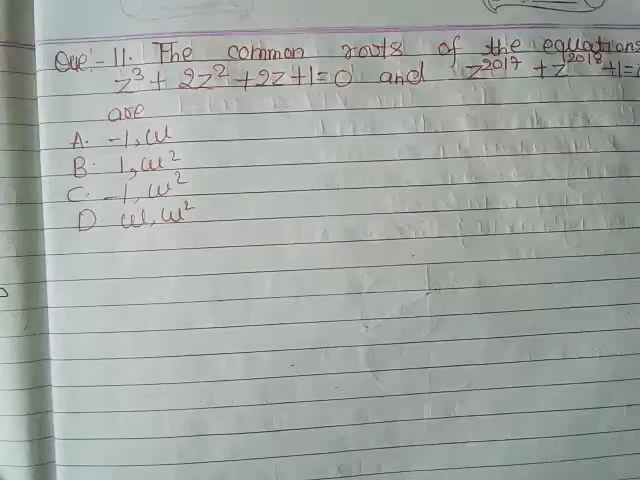 Que:- 11. The common roots of the equations
z³ + 2z² + 2z + 1 = 0 and z²⁰¹⁷ + z²⁰¹⁸ + 1 =
are
A. -1, ω
B. 1, ω²
C. -1, ω²
D ω, ω²